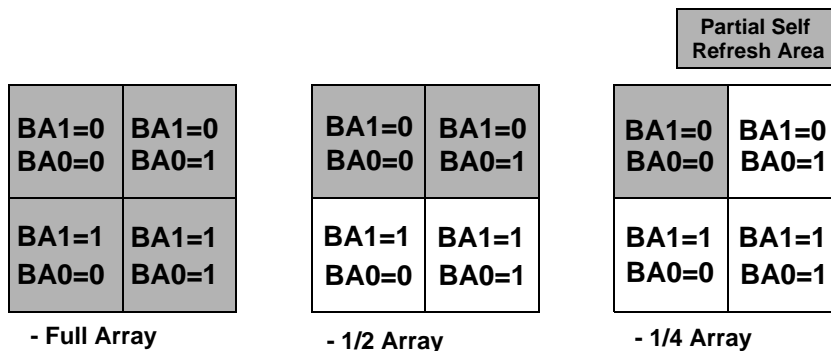 Partial Self
Refresh Area
BA1=0 BA1=0
BA0=0 BA0=1
BA1=1 BA1=1
BA0=0 BA0=1
- Full Array
BA1=0 BA1=0
BA0=0 BA0=1
BA1=1 BA1=1
BA0=0 BA0=1
- 1/2 Array
BA1=0 BA1=0
BA0=0 BA0=1
BA1=1 BA1=1
BA0=0 BA0=1
- 1/4 Array